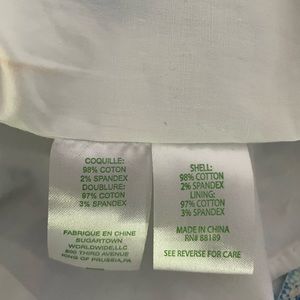 COQUILLE:
98% COTON
2% SPANDEX
DOUBLURE:
97% COTON
3% SPANDEX
FABRIQUE EN CHINE
SUGARTOWN
WORLDWIDE,LLC
800 THIRD AVENUE
KING OF PRUSSIA,PA
SHELL:
98% COTTON
2% SPANDEX
LINING:
97% COTTON
3% SPANDEX
MADE IN CHINA
RN# 88189
SEE REVERSE FOR CARE